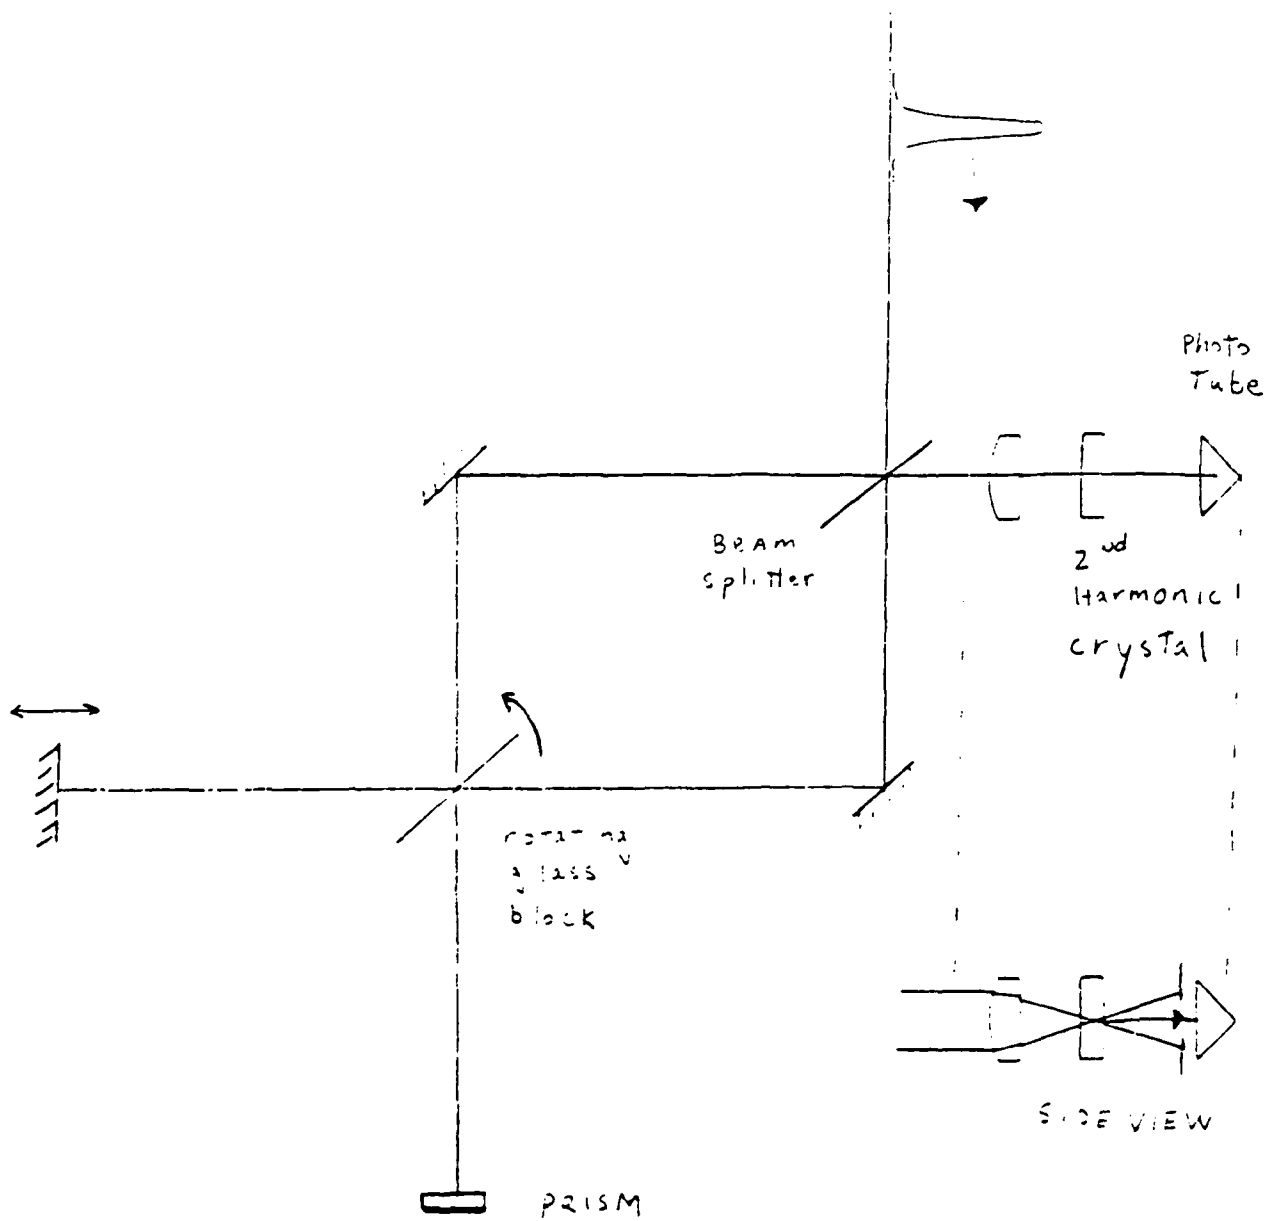 Photo
Tube
Beam
splitter
2nd
Harmonic
crystal
rotating
glass
block
SIDE VIEW
PRISM